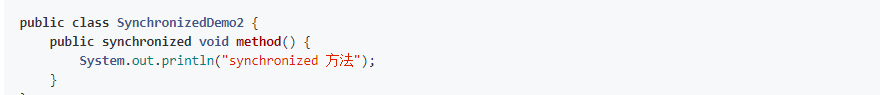 public class SynchronizedDemo2 {
    public synchronized void method() {
        System.out.println("synchronized 方法");
    }